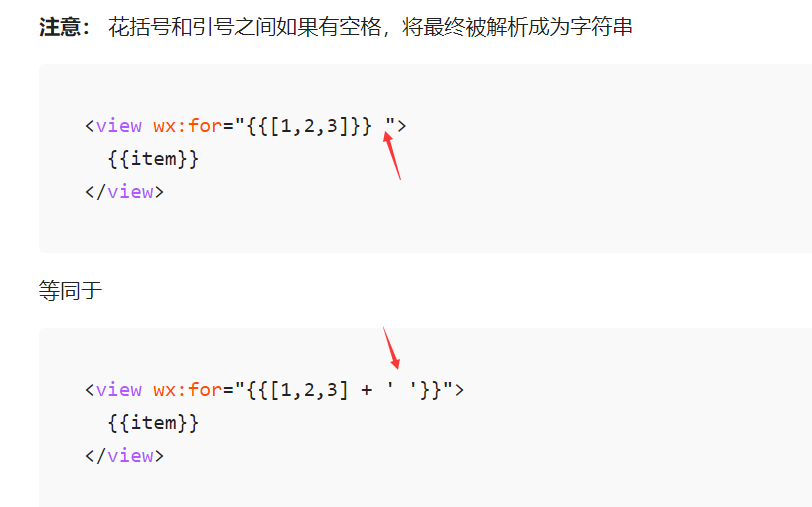 注意： 花括号和引号之间如果有空格，将最终被解析成为字符串
<view wx:for="{{[1,2,3]}} ">
  {{item}}
</view>
等同于
<view wx:for="{{[1,2,3] + ' '}}">
  {{item}}
</view>